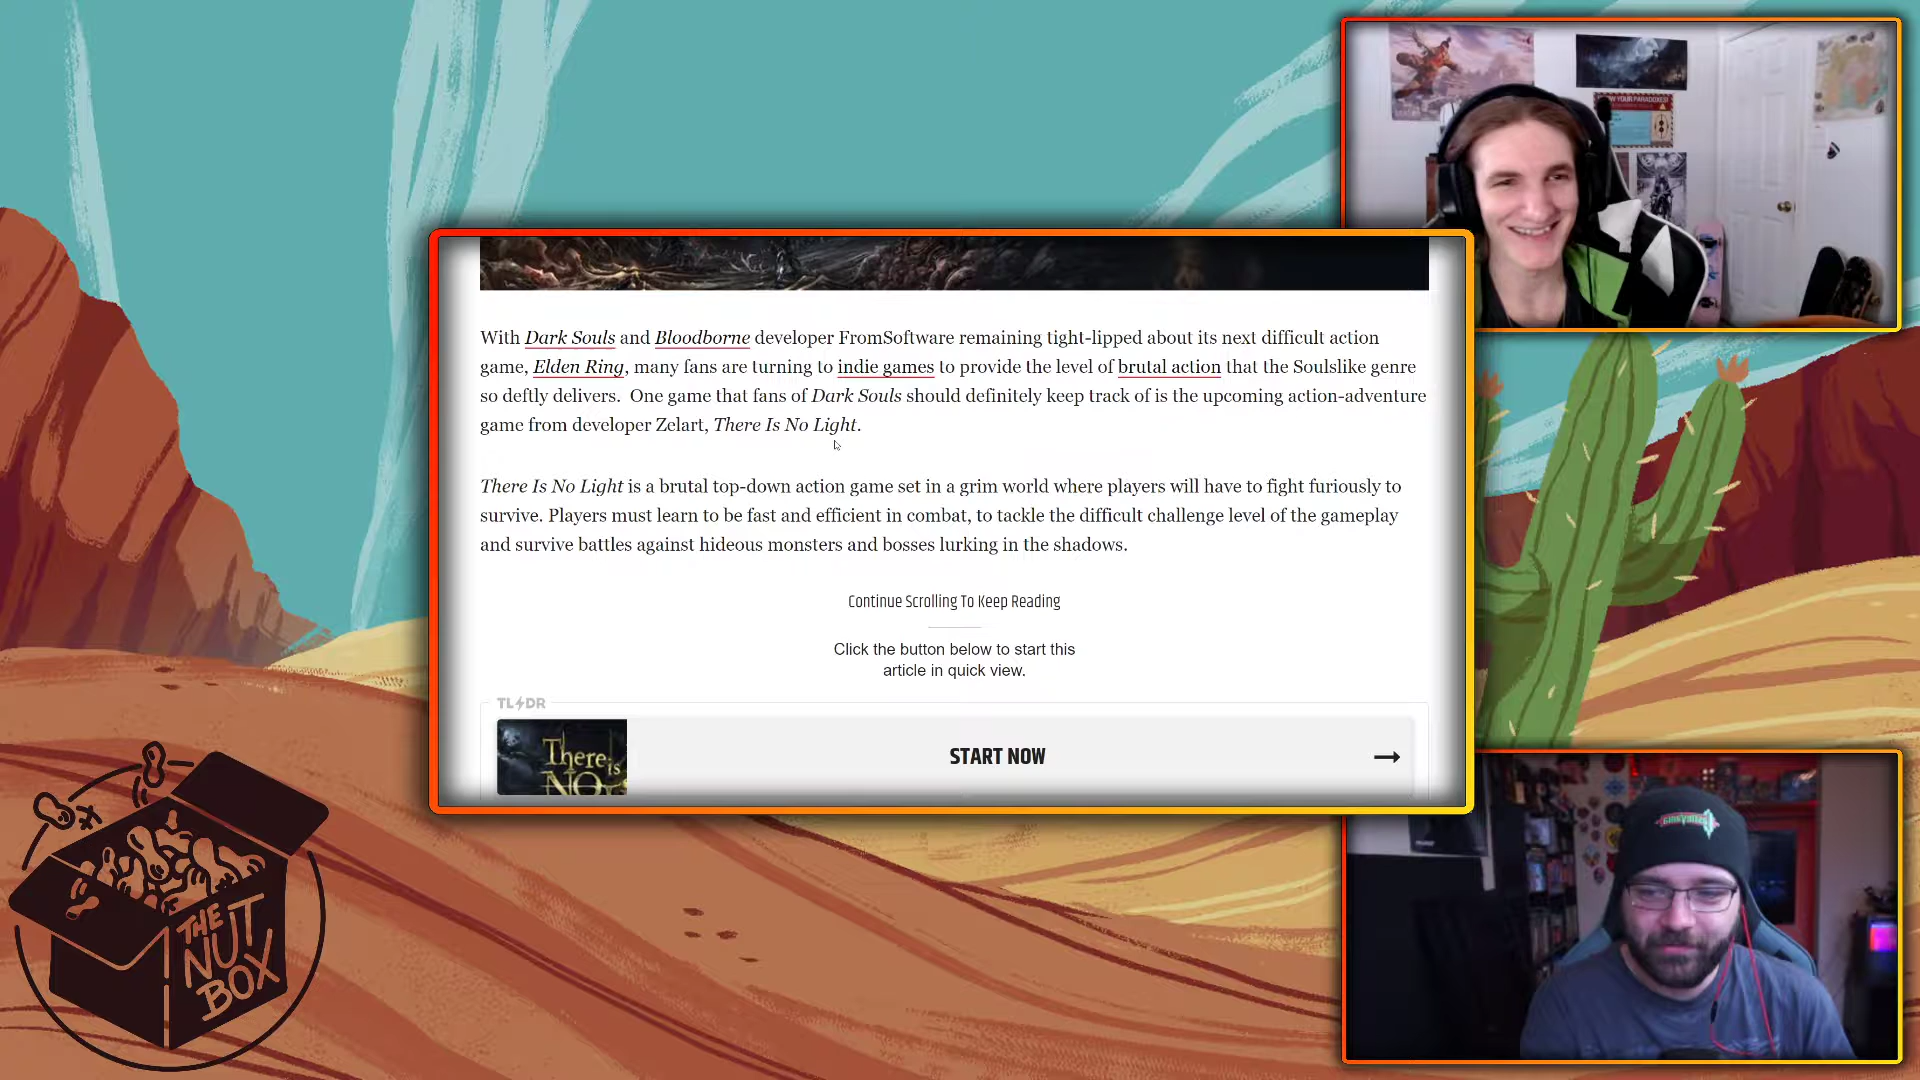 OW YOUR PARADOXES!
With Dark Souls and Bloodborne developer FromSoftware remaining tight-lipped about its next difficult action
game, Elden Ring, many fans are turning to indie games to provide the level of brutal action that the Soulslike genre
so deftly delivers.  One game that fans of Dark Souls should definitely keep track of is the upcoming action-adventure
game from developer Zelart, There Is No Light.
There Is No Light is a brutal top-down action game set in a grim world where players will have to fight furiously to
survive. Players must learn to be fast and efficient in combat, to tackle the difficult challenge level of the gameplay
and survive battles against hideous monsters and bosses lurking in the shadows.
Continue Scrolling To Keep Reading
Click the button below to start this
article in quick view.
TL DR
There is
NO
START NOW
THE
NUT
BOX